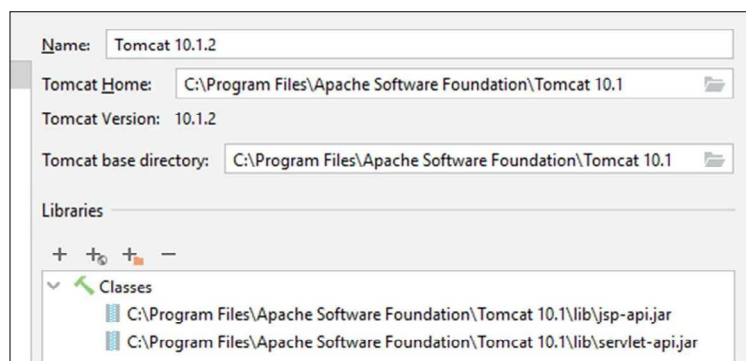 Name: Tomcat 10.1.2
Tomcat Home: C:\Program Files\Apache Software Foundation\Tomcat 10.1
Tomcat Version: 10.1.2
Tomcat base directory: C:\Program Files\Apache Software Foundation\Tomcat 10.1
Libraries
Classes
C:\Program Files\Apache Software Foundation\Tomcat 10.1\lib\jsp-api.jar
C:\Program Files\Apache Software Foundation\Tomcat 10.1\lib\servlet-api.jar